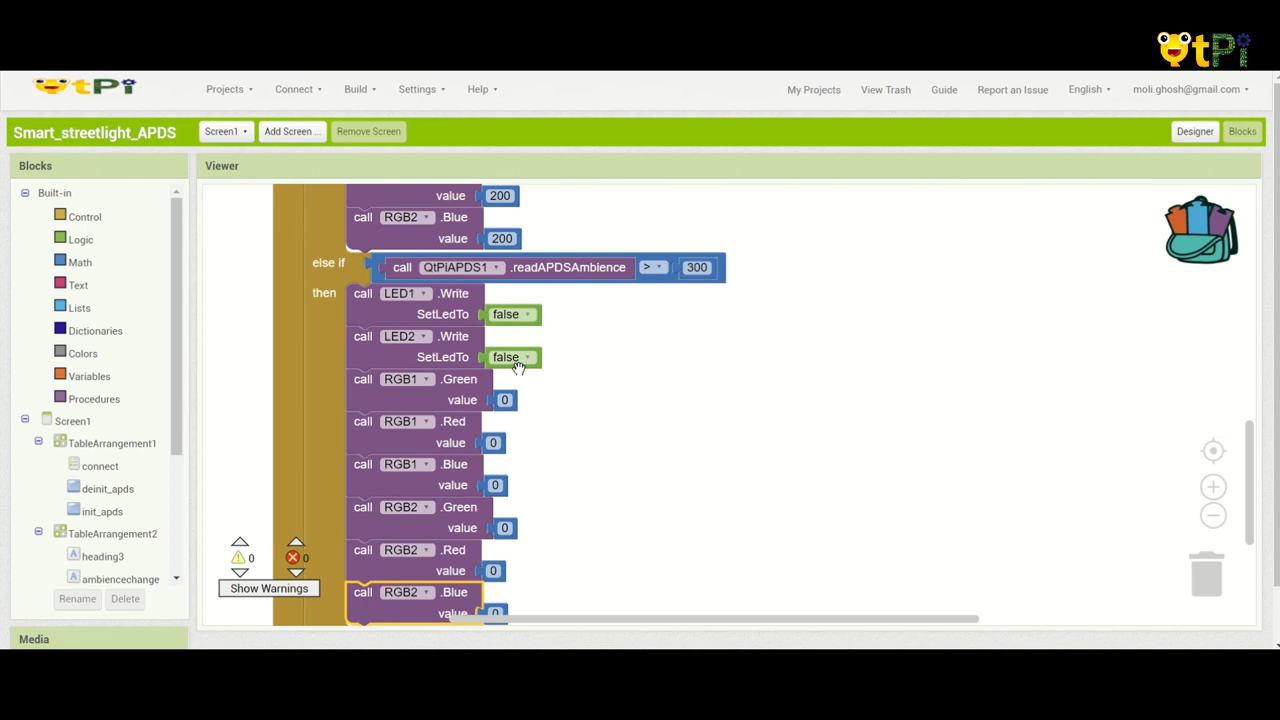 QtPi
QtPi
Projects Connect Build Settings Help My Projects View Trash Guide Report an Issue English moli.ghosh@gmail.com
Smart_streetlight_APDS Screen1 Add Screen ... Remove Screen Designer Blocks
Blocks Viewer
Built-in
Control
Logic
Math
Text
Lists
Dictionaries
Colors
Variables
Procedures
Screen1
TableArrangement1
connect
deinit_apds
init_apds
TableArrangement2
heading3
ambiencechange
Rename Delete
Media
value 200
call RGB2 .Blue
value 200
else if call QtPiAPDS1 .readAPDSAmbience > 300
then call LED1 .Write
SetLedTo false
call LED2 .Write
SetLedTo false
call RGB1 .Green
value 0
call RGB1 .Red
value 0
call RGB1 .Blue
value 0
call RGB2 .Green
value 0
call RGB2 .Red
value 0
call RGB2 .Blue
value 0
0 0
Show Warnings